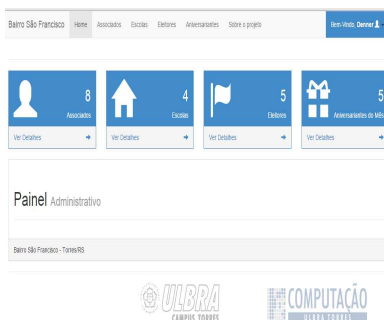 Bairro São Francisco Home Associados Escolas Eleitores Aniversariantes Sobre o projeto Bem Vindo, Denner
8 4 5 5
Associados Escolas Eleitores Aniversariantes do Mês
Ver Detalhes Ver Detalhes Ver Detalhes Ver Detalhes
Painel Administrativo
Bairro São Francisco - Torres/RS
ULBRA COMPUTAÇÃO
CAMPUS TORRES ULBRA TORRES